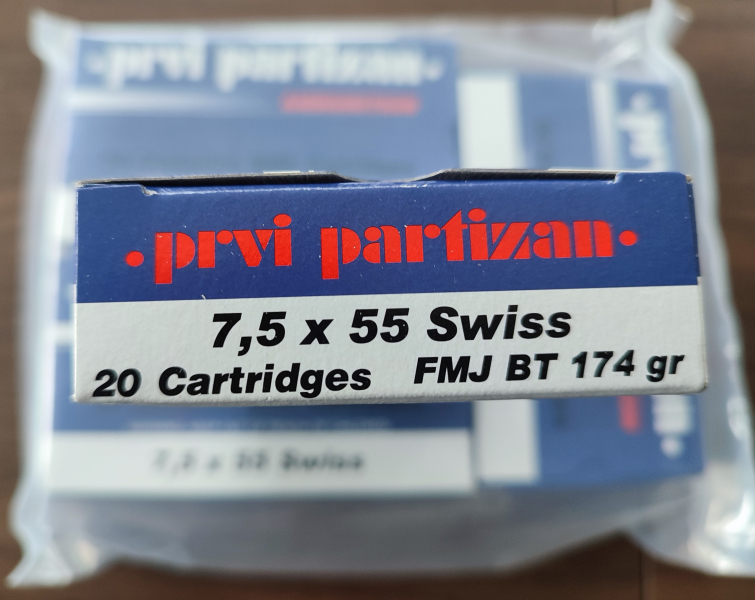 ·prvi partizan·
·prvi partizan·
7,5 x 55 Swiss
20 Cartridges FMJ BT 174 gr
7,5 x 55 Swiss